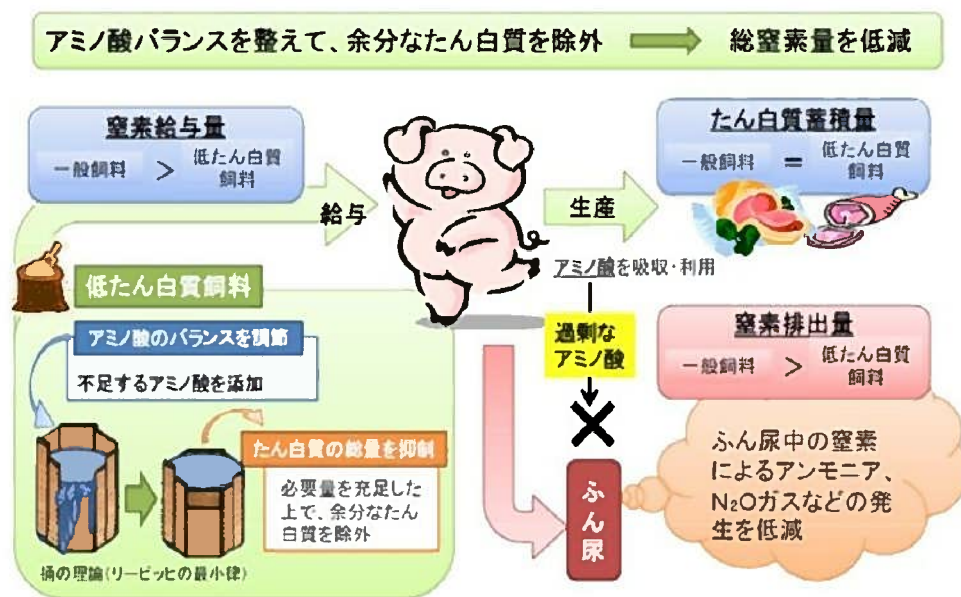 アミノ酸バランスを整えて、余分なたん白質を除外
総窒素量を低減
窒素給与量
一般飼料 > 低たん白質
飼料
給与
生産
たん白質蓄積量
一般飼料 = 低たん白質
飼料
アミノ酸を吸収・利用
低たん白質飼料
アミノ酸のバランスを調節
不足するアミノ酸を添加
過剰な
アミノ酸
窒素排出量
一般飼料 > 低たん白質
飼料
たん白質の総量を抑制
必要量を充足した
上で、余分なたん
白質を除外
ふん尿
ふん尿中の窒素
によるアンモニア、
N₂Oガスなどの発
生を低減
桶の理論(リービッヒの最小律)